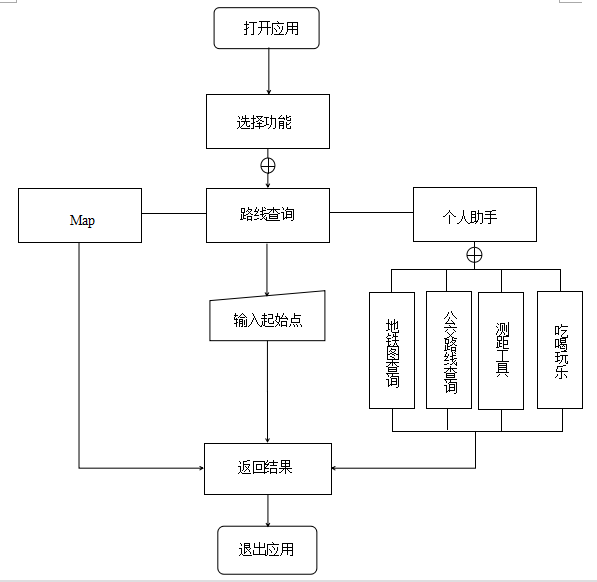 打开应用
选择功能
Map
路线查询
个人助手
输入起始点
地铁图查询
公交路线查询
测距工具
吃喝玩乐
返回结果
退出应用